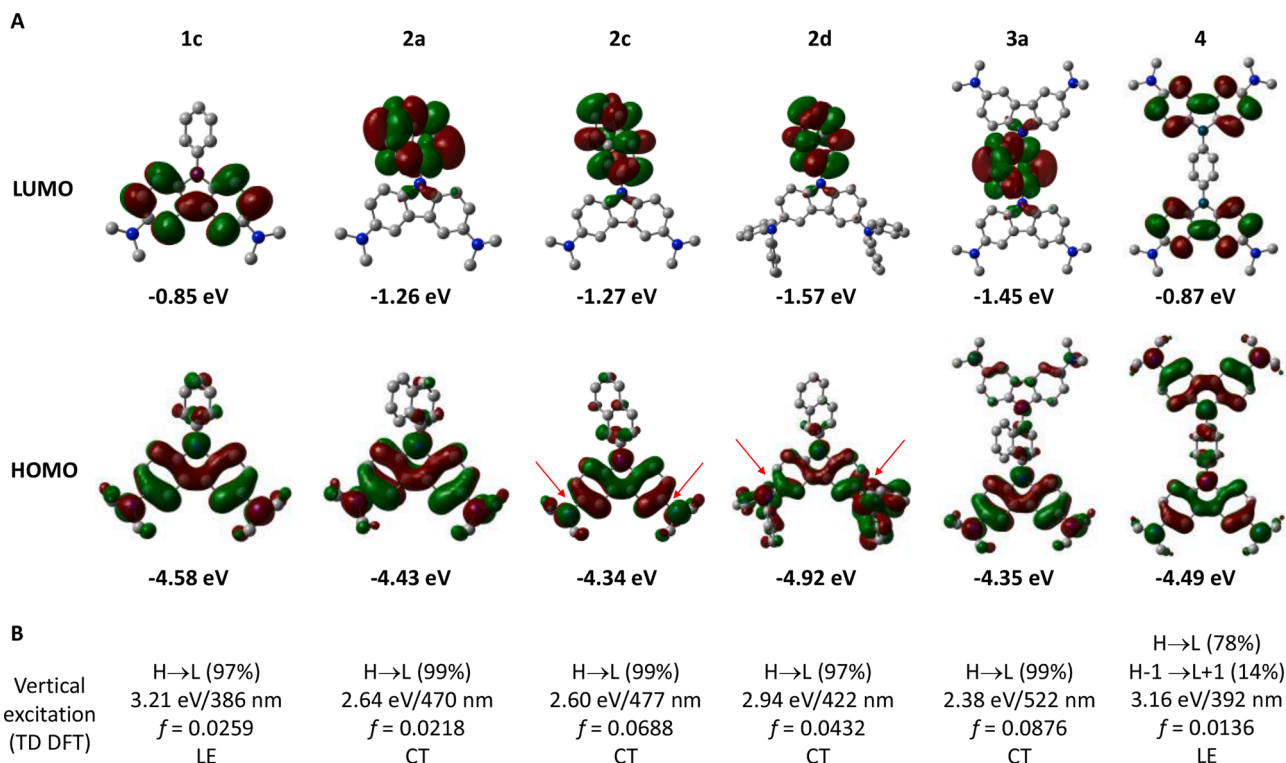 A
1c 2a 2c 2d 3a 4
LUMO
-0.85 eV -1.26 eV -1.27 eV -1.57 eV -1.45 eV -0.87 eV
HOMO
-4.58 eV -4.43 eV -4.34 eV -4.92 eV -4.35 eV -4.49 eV
B
H→L (78%)
H→L (97%) H→L (99%) H→L (99%) H→L (97%) H→L (99%) H-1 →L+1 (14%)
Vertical
3.21 eV/386 nm 2.64 eV/470 nm 2.60 eV/477 nm 2.94 eV/422 nm 2.38 eV/522 nm 3.16 eV/392 nm
excitation
f = 0.0259 f = 0.0218 f = 0.0688 f = 0.0432 f = 0.0876 f = 0.0136
(TD DFT)
LE CT CT CT CT LE